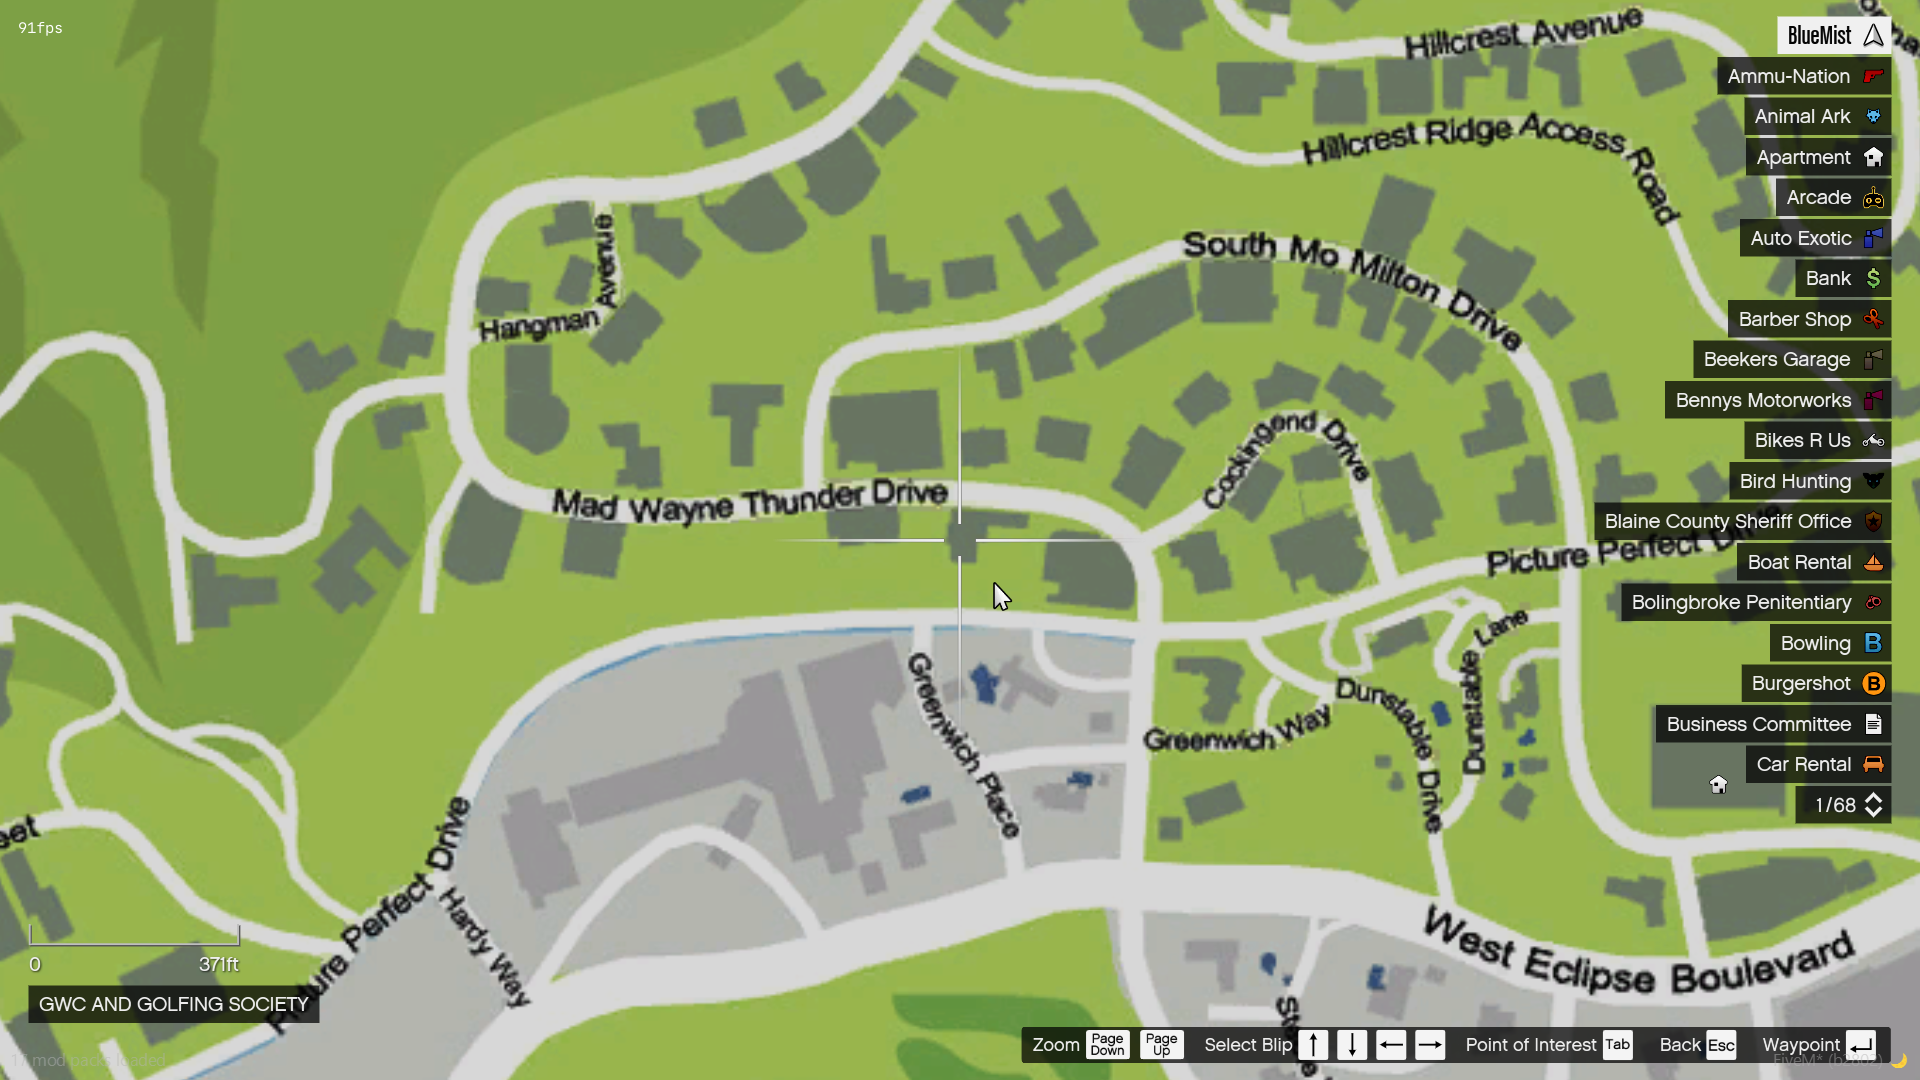 91fps
BlueMist
Ammu-Nation
Animal Ark
Apartment
Arcade
Auto Exotic
Bank
Barber Shop
Beekers Garage
Bennys Motorworks
Bikes R Us
Bird Hunting
Blaine County Sheriff Office
Boat Rental
Bolingbroke Penitentiary
Bowling
Burgershot
Business Committee
Car Rental
1/68
Hillcrest Avenue
Hillcrest Ridge Access Road
South Mo Milton Drive
Hangman Avenue
Mad Wayne Thunder Drive
Cockingend Drive
Picture Perfect Drive
Dunstable Lane
Dunstable Drive
Greenwich Way
Greenwich Place
Picture Perfect Drive
Hardy Way
West Eclipse Boulevard
0 371ft
GWC AND GOLFING SOCIETY
Zoom Page Down Page Up Select Blip ↑ ↓ ← → Point of Interest Tab Back Esc Waypoint